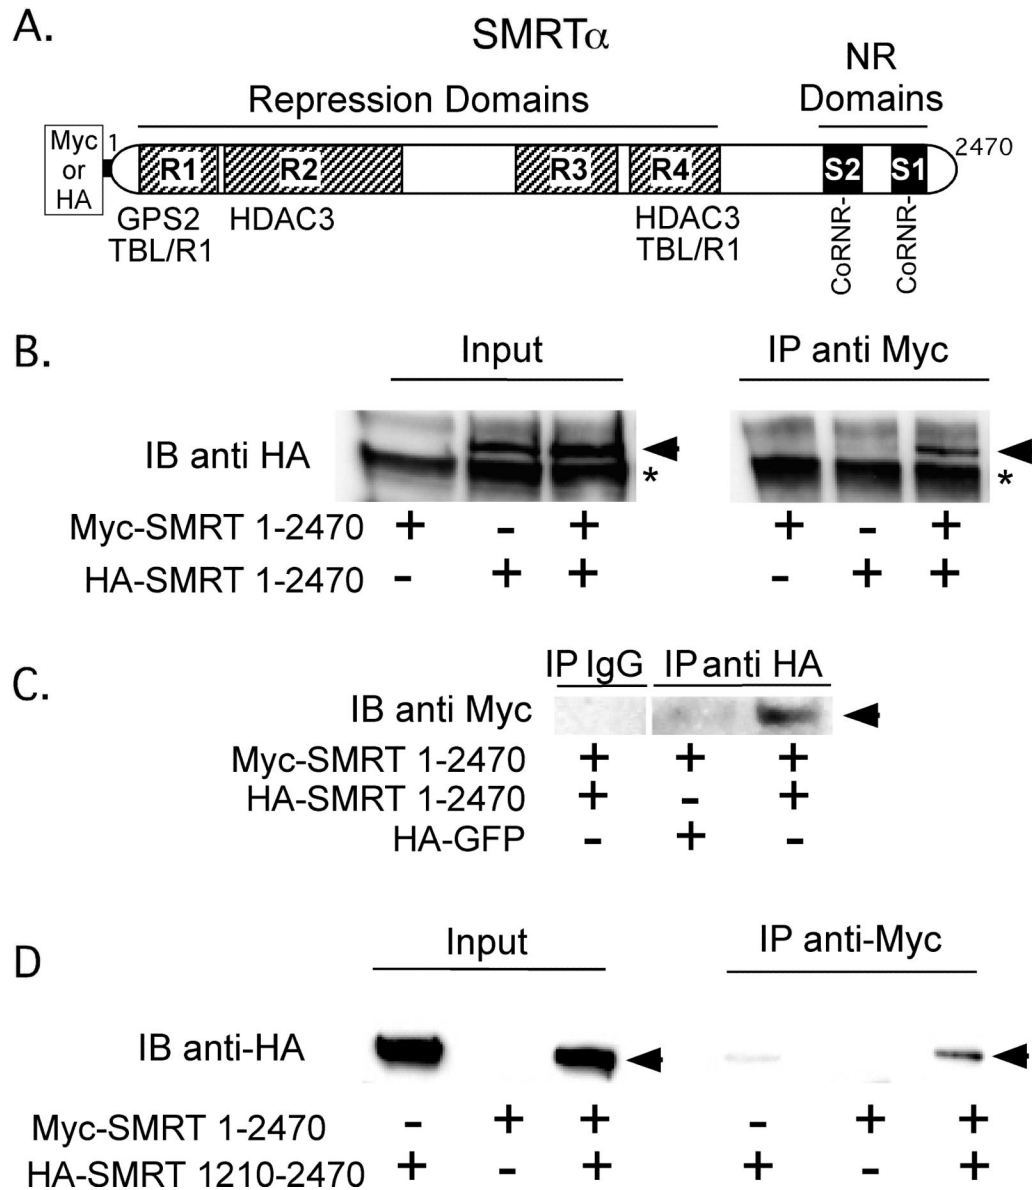 A.
SMRTα
Repression Domains
NR
Domains
Myc
or
HA
1
R1
R2
R3
R4
S2
S1
2470
GPS2
TBL/R1
HDAC3
HDAC3
TBL/R1
CoRNR-
CoRNR-
B.
Input
IP anti Myc
IB anti HA
*
*
Myc-SMRT 1-2470 + - + + - +
HA-SMRT 1-2470 - + + - + +
C.
IP IgG
IP anti HA
IB anti Myc
Myc-SMRT 1-2470 + + +
HA-SMRT 1-2470 + - +
HA-GFP - + -
D
Input
IP anti-Myc
IB anti-HA
Myc-SMRT 1-2470 - + + - + +
HA-SMRT 1210-2470 + - + + - +